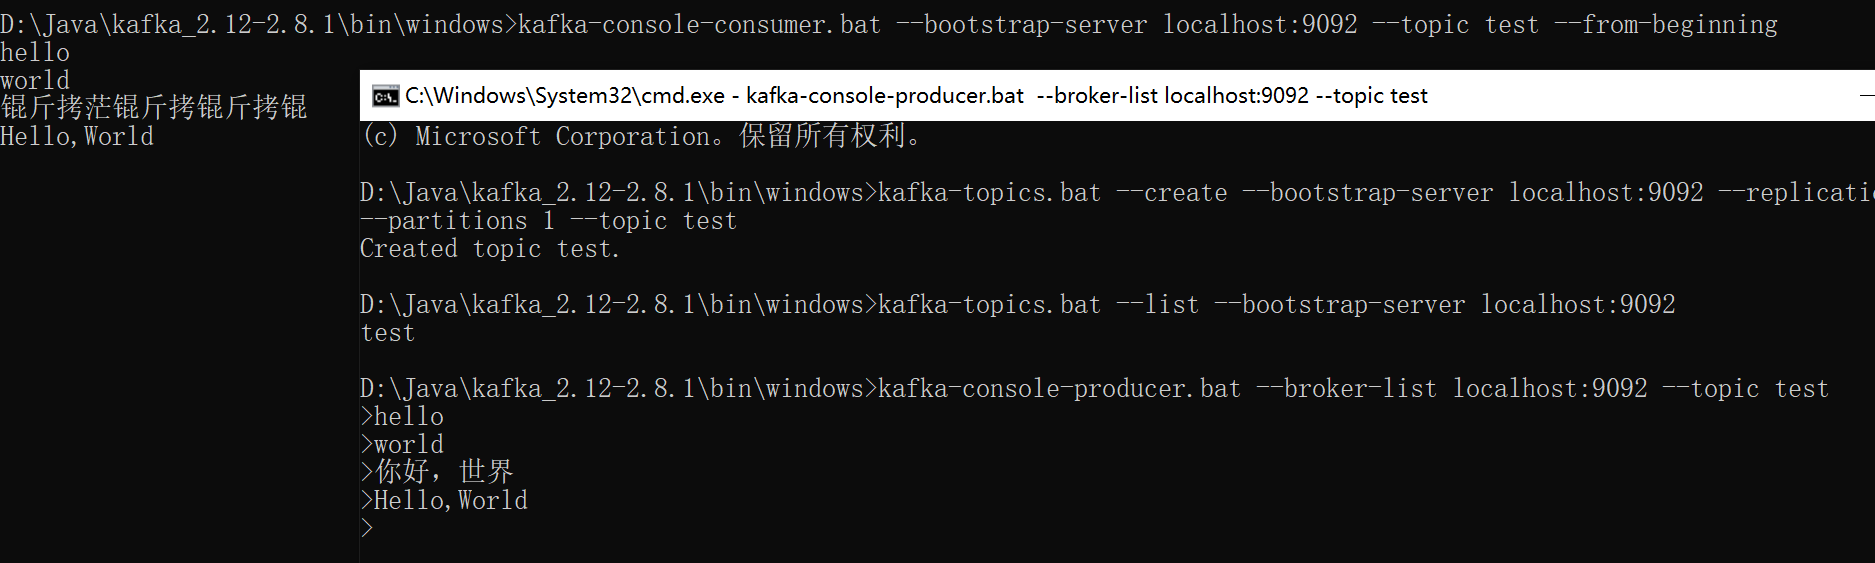 D:\Java\kafka_2.12-2.8.1\bin\windows>kafka-console-consumer.bat --bootstrap-server localhost:9092 --topic test --from-beginning
hello
world
锟斤拷茫锟斤拷锟斤拷锟
Hello,World
C:\Windows\System32\cmd.exe - kafka-console-producer.bat  --broker-list localhost:9092 --topic test
(c) Microsoft Corporation。保留所有权利。
D:\Java\kafka_2.12-2.8.1\bin\windows>kafka-topics.bat --create --bootstrap-server localhost:9092 --replicati
--partitions 1 --topic test
Created topic test.
D:\Java\kafka_2.12-2.8.1\bin\windows>kafka-topics.bat --list --bootstrap-server localhost:9092
test
D:\Java\kafka_2.12-2.8.1\bin\windows>kafka-console-producer.bat --broker-list localhost:9092 --topic test
>hello
>world
>你好，世界
>Hello,World
>